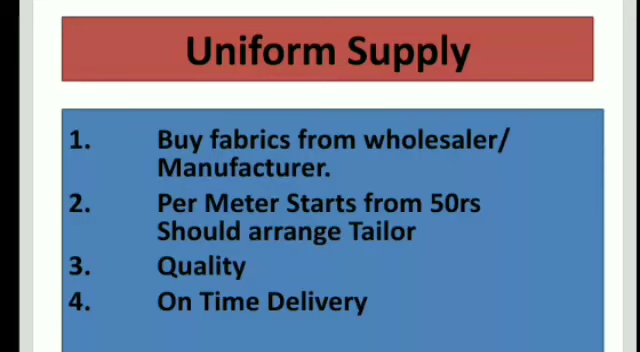 Uniform Supply
1. Buy fabrics from wholesaler/
Manufacturer.
2. Per Meter Starts from 50rs
Should arrange Tailor
3. Quality
4. On Time Delivery